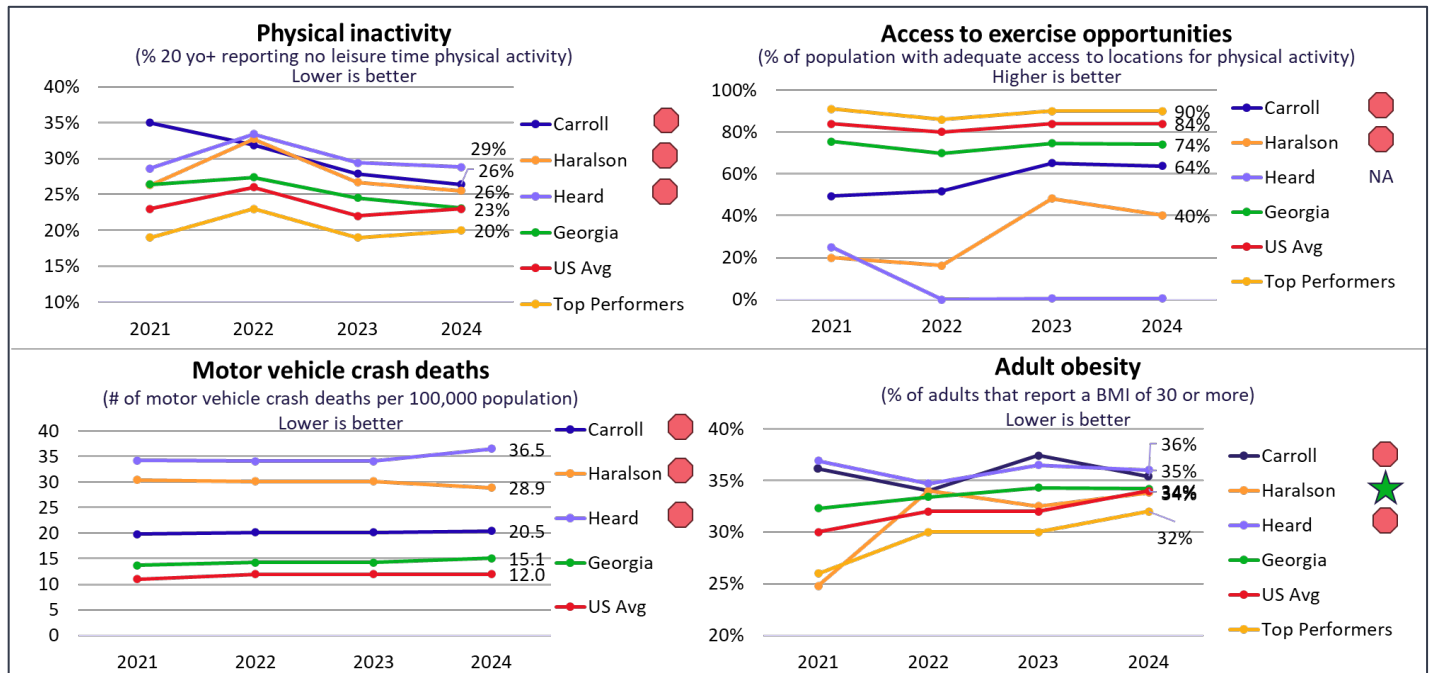 Physical inactivity
(% 20 yo+ reporting no leisure time physical activity)
Lower is better
40%
35%
30%
25%
20%
15%
10%
29%
26%
26%
23%
20%
2021 2022 2023 2024
Carroll
Haralson
Heard
Georgia
US Avg
Top Performers
Access to exercise opportunities
(% of population with adequate access to locations for physical activity)
Higher is better
100%
80%
60%
40%
20%
0%
90%
84%
74%
64%
40%
2021 2022 2023 2024
Carroll
Haralson
Heard NA
Georgia
US Avg
Top Performers
Motor vehicle crash deaths
(# of motor vehicle crash deaths per 100,000 population)
Lower is better
40
35
30
25
20
15
10
5
0
36.5
28.9
20.5
15.1
12.0
2021 2022 2023 2024
Carroll
Haralson
Heard
Georgia
US Avg
Adult obesity
(% of adults that report a BMI of 30 or more)
Lower is better
40%
35%
30%
25%
20%
36%
35%
34%
34%
32%
2021 2022 2023 2024
Carroll
Haralson
Heard
Georgia
US Avg
Top Performers